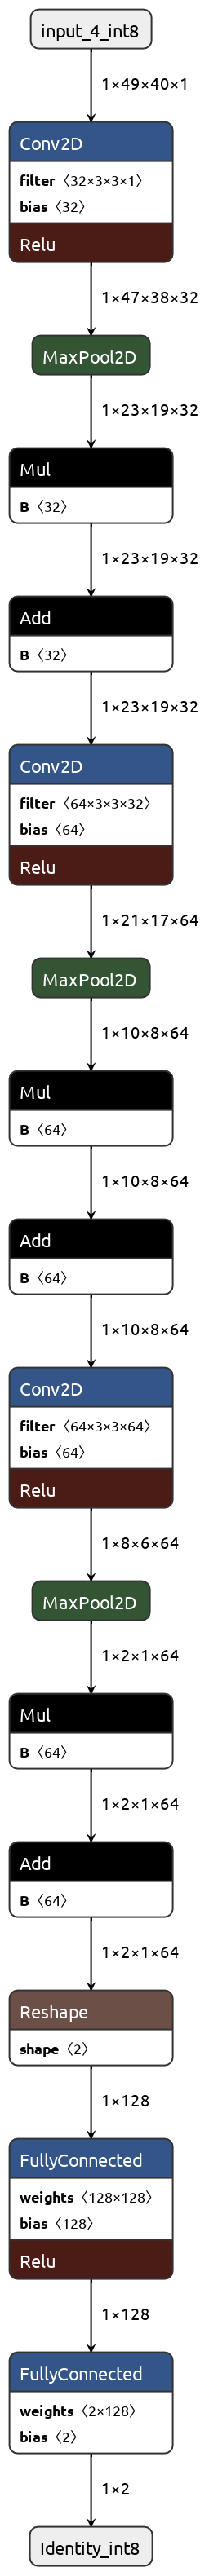 input_4_int8
1×49×40×1
Conv2D
filter〈32×3×3×1〉
bias〈32〉
Relu
1×47×38×32
MaxPool2D
1×23×19×32
Mul
B〈32〉
1×23×19×32
Add
B〈32〉
1×23×19×32
Conv2D
filter〈64×3×3×32〉
bias〈64〉
Relu
1×21×17×64
MaxPool2D
1×10×8×64
Mul
B〈64〉
1×10×8×64
Add
B〈64〉
1×10×8×64
Conv2D
filter〈64×3×3×64〉
bias〈64〉
Relu
1×8×6×64
MaxPool2D
1×2×1×64
Mul
B〈64〉
1×2×1×64
Add
B〈64〉
1×2×1×64
Reshape
shape〈2〉
1×128
FullyConnected
weights〈128×128〉
bias〈128〉
Relu
1×128
FullyConnected
weights〈2×128〉
bias〈2〉
1×2
Identity_int8